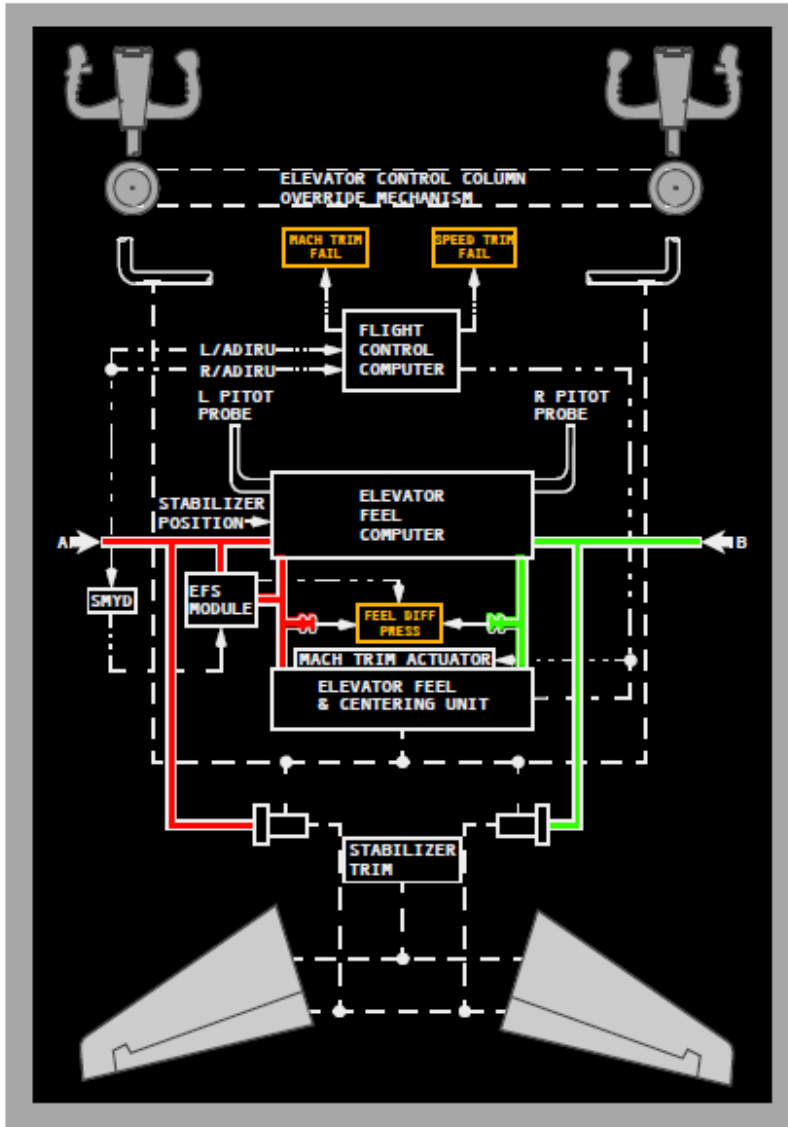 ELEVATOR CONTROL COLUMN
OVERRIDE MECHANISM
MACH TRIM
FAIL
SPEED TRIM
FAIL
FLIGHT
CONTROL
COMPUTER
L/ADIRU
R/ADIRU
L PITOT
PROBE
R PITOT
PROBE
ELEVATOR
FEEL
COMPUTER
STABILIZER
POSITION
A
B
SMYD
EFS
MODULE
FEEL DIFF
PRESS
MACH TRIM ACTUATOR
ELEVATOR FEEL
& CENTERING UNIT
STABILIZER
TRIM